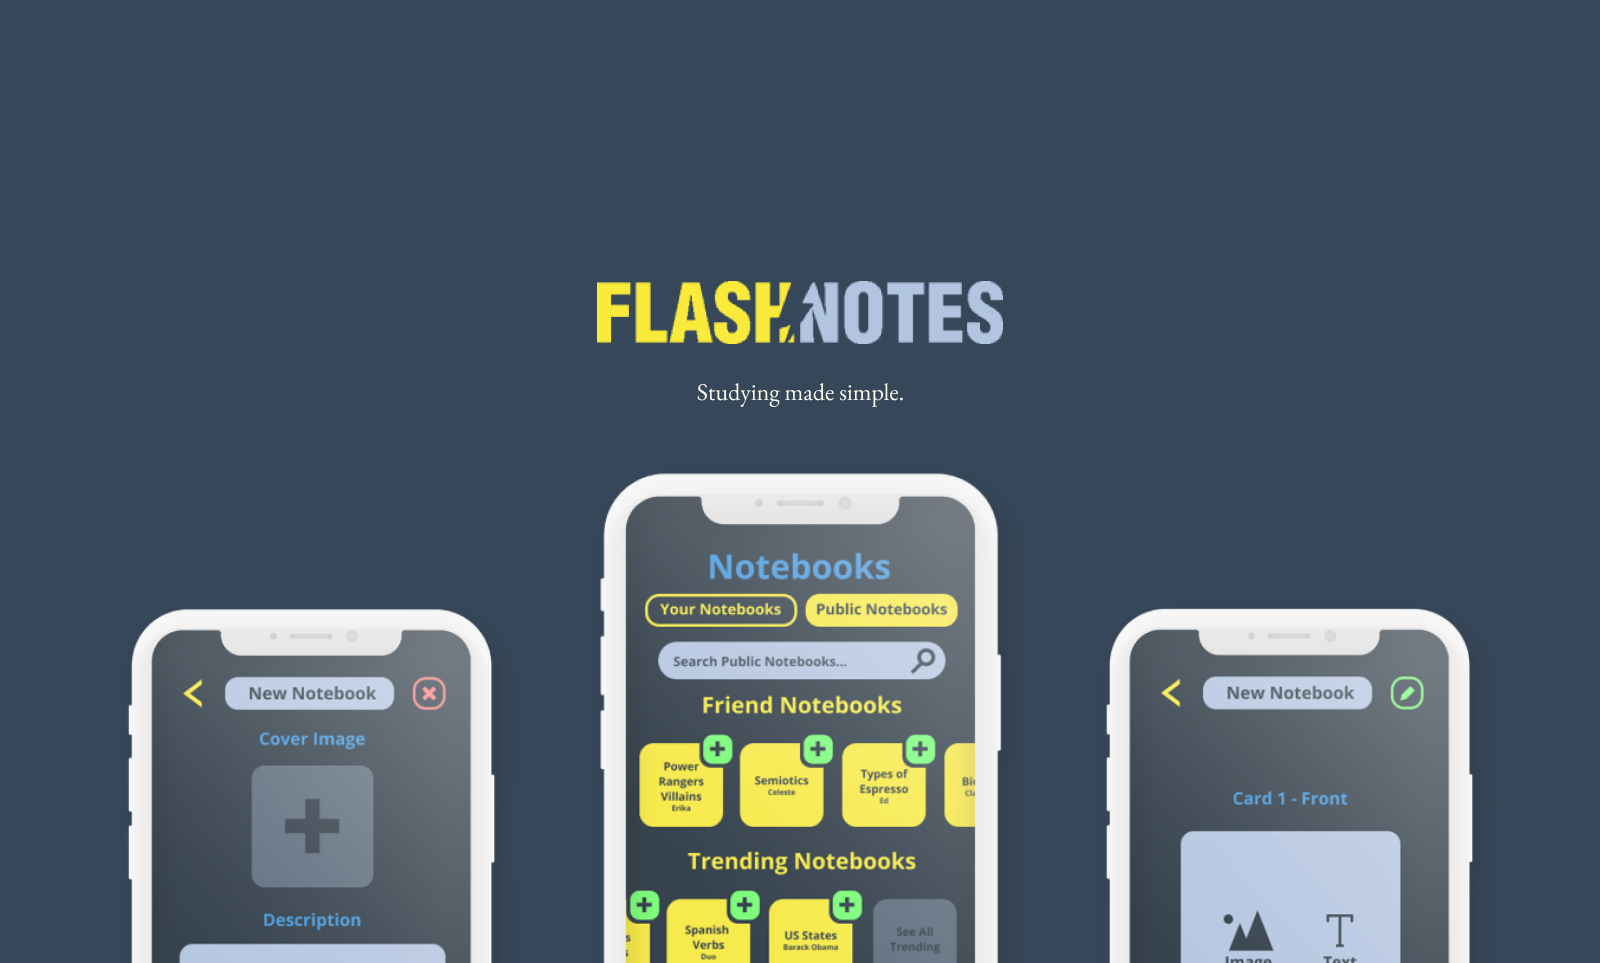 FLASHNOTES
Studying made simple.
New Notebook
Cover Image
Description
Notebooks
Your Notebooks
Public Notebooks
Search Public Notebooks...
Friend Notebooks
Power
Rangers
Villains
Erika
Semiotics
Celeste
Types of
Espresso
Ed
Trending Notebooks
Spanish
Verbs
Duo
US States
Barack Obama
See All
Trending
New Notebook
Card 1 - Front
Image
Text